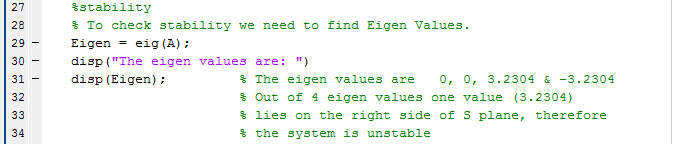 27 %stability
28 % To check stability we need to find Eigen Values.
29 – Eigen = eig(A);
30 – disp("The eigen values are: ")
31 – disp(Eigen); % The eigen values are 0, 0, 3.2304 & -3.2304
32 % Out of 4 eigen values one value (3.2304)
33 % lies on the right side of S plane, therefore
34 % the system is unstable